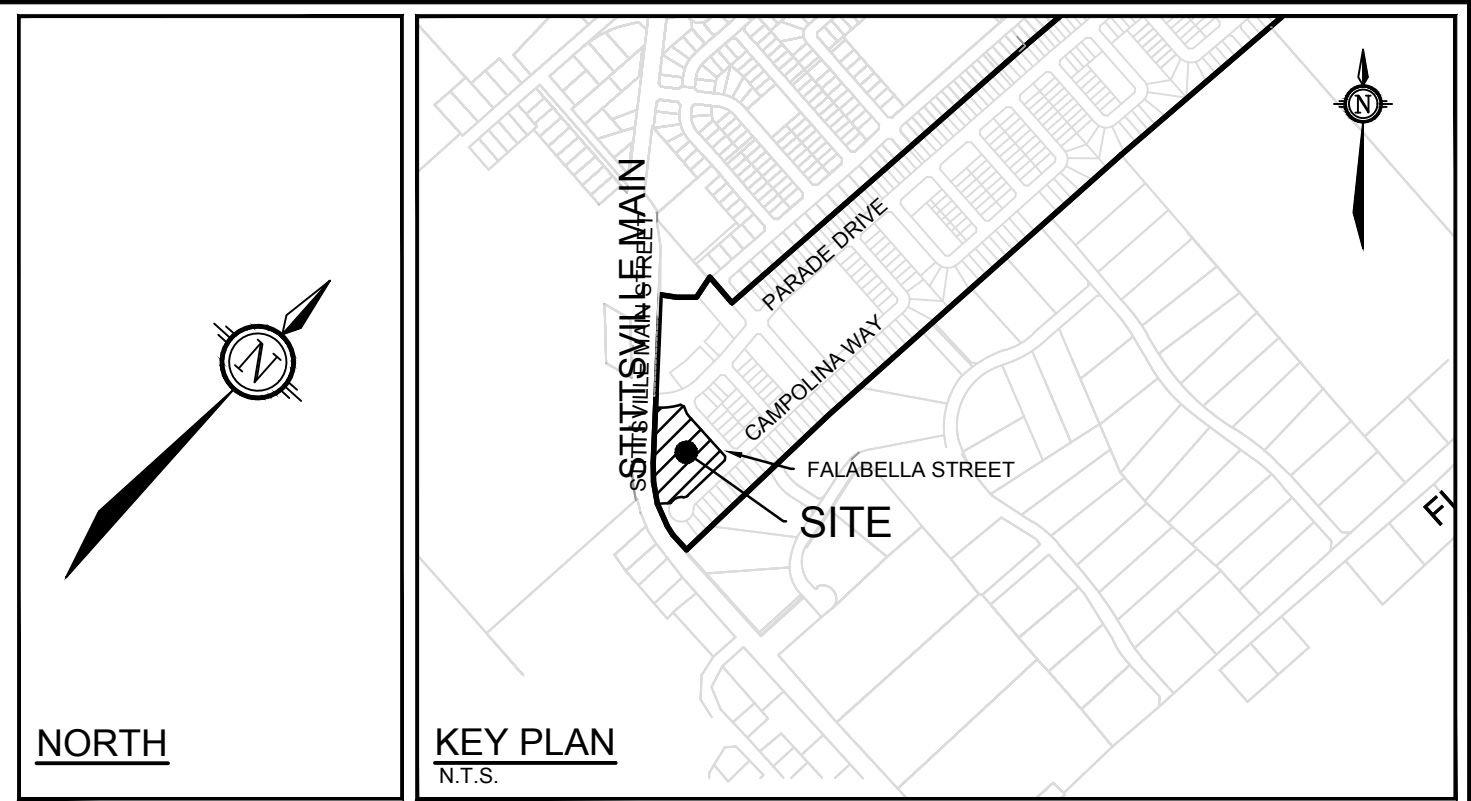 N
NORTH
N
STITTSVILLE MAIN
STITTSVILLE MAIN STREET
PARADE DRIVE
CAMPOLINA WAY
FALABELLA STREET
SITE
KEY PLAN
N.T.S.